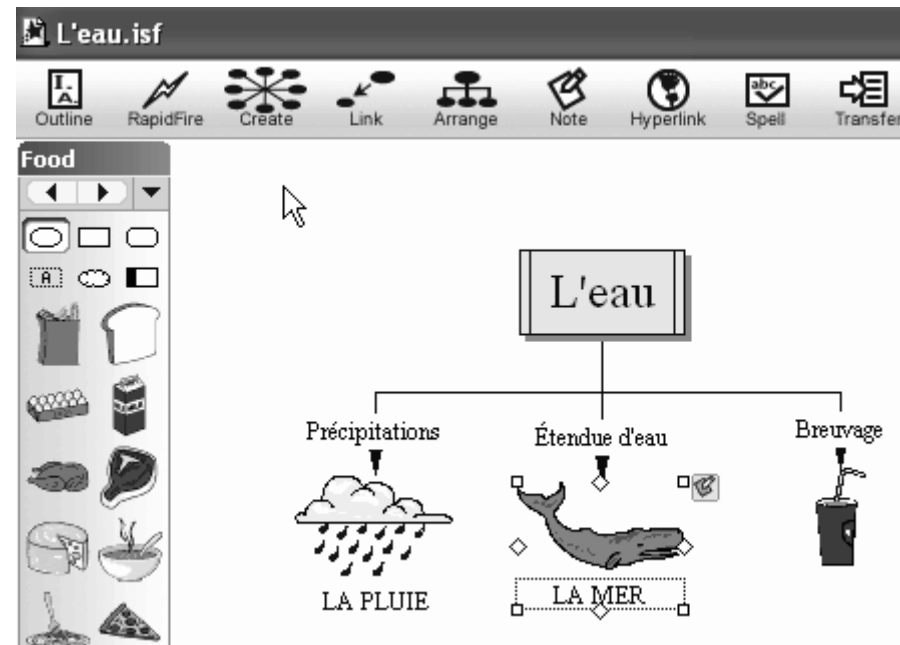 L'eau.isf
Outline RapidFire Create Link Arrange Note Hyperlink Spell Transfer
Food
A
L'eau
Précipitations Étendue d'eau Breuvage
LA PLUIE LA MER